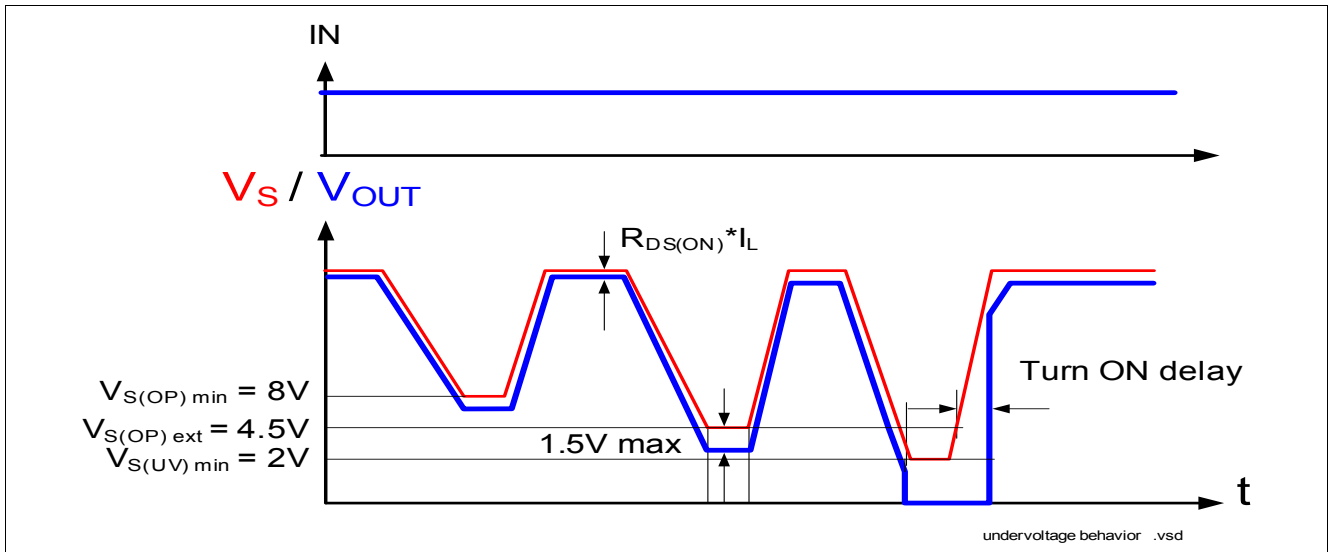 IN
VS / VOUT
RDS(ON)*IL
VS(OP) min = 8V
Turn ON delay
VS(OP) ext = 4.5V
1.5V max
VS(UV) min = 2V
t
undervoltage behavior .vsd